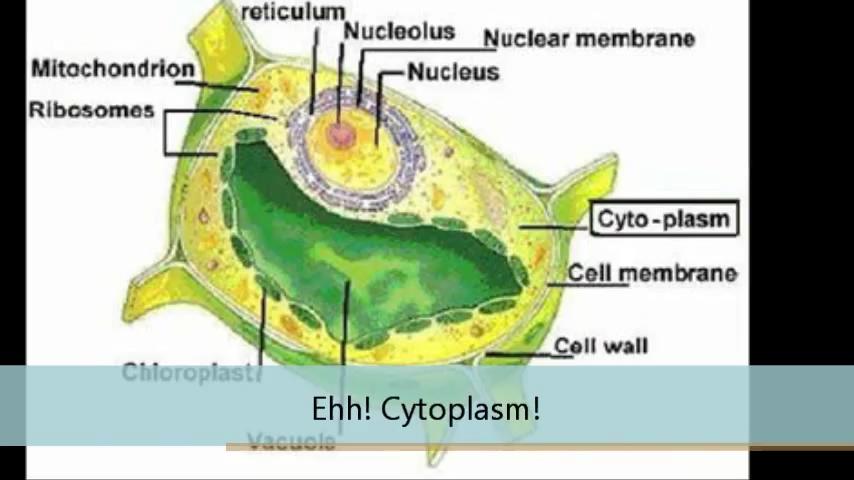 reticulum
Nucleolus
Nuclear membrane
Mitochondrion
Nucleus
Ribosomes
Cyto-plasm
Cell membrane
Cell wall
Chloroplast
Ehh! Cytoplasm!
Vacuole